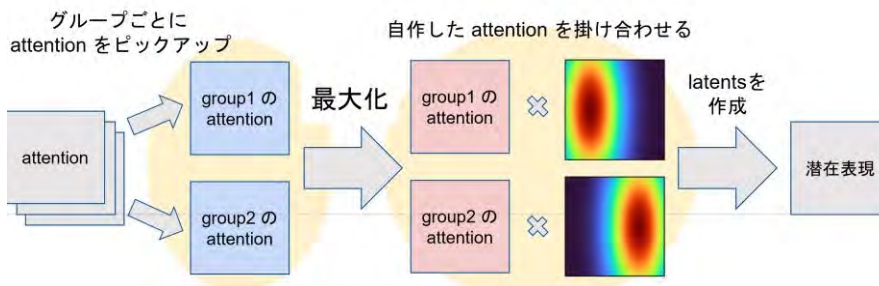 グループごとに
attention をピックアップ
自作した attention を掛け合わせる
attention
group1 の
attention
最大化
group1 の
attention
latentsを
作成
潜在表現
group2 の
attention
group2 の
attention